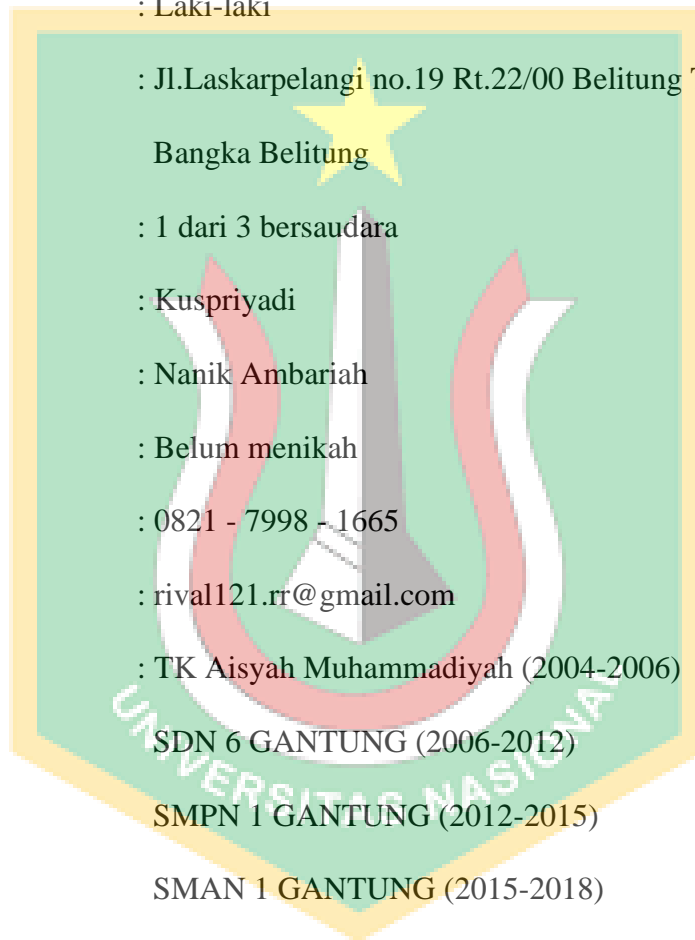 : Laki-laki
: Jl.Laskarpelangi no.19 Rt.22/00 Belitung
Bangka Belitung
: 1 dari 3 bersaudara
: Kuspriyadi
: Nanik Ambariah
: Belum menikah
: 0821 - 7998 - 1665
: rival121.rr@gmail.com
: TK Aisyah Muhammadiyah (2004-2006)
SDN 6 GANTUNG (2006-2012)
SMPN 1 GANTUNG (2012-2015)
SMAN 1 GANTUNG (2015-2018)
UNIVERSITAS NASIONAL